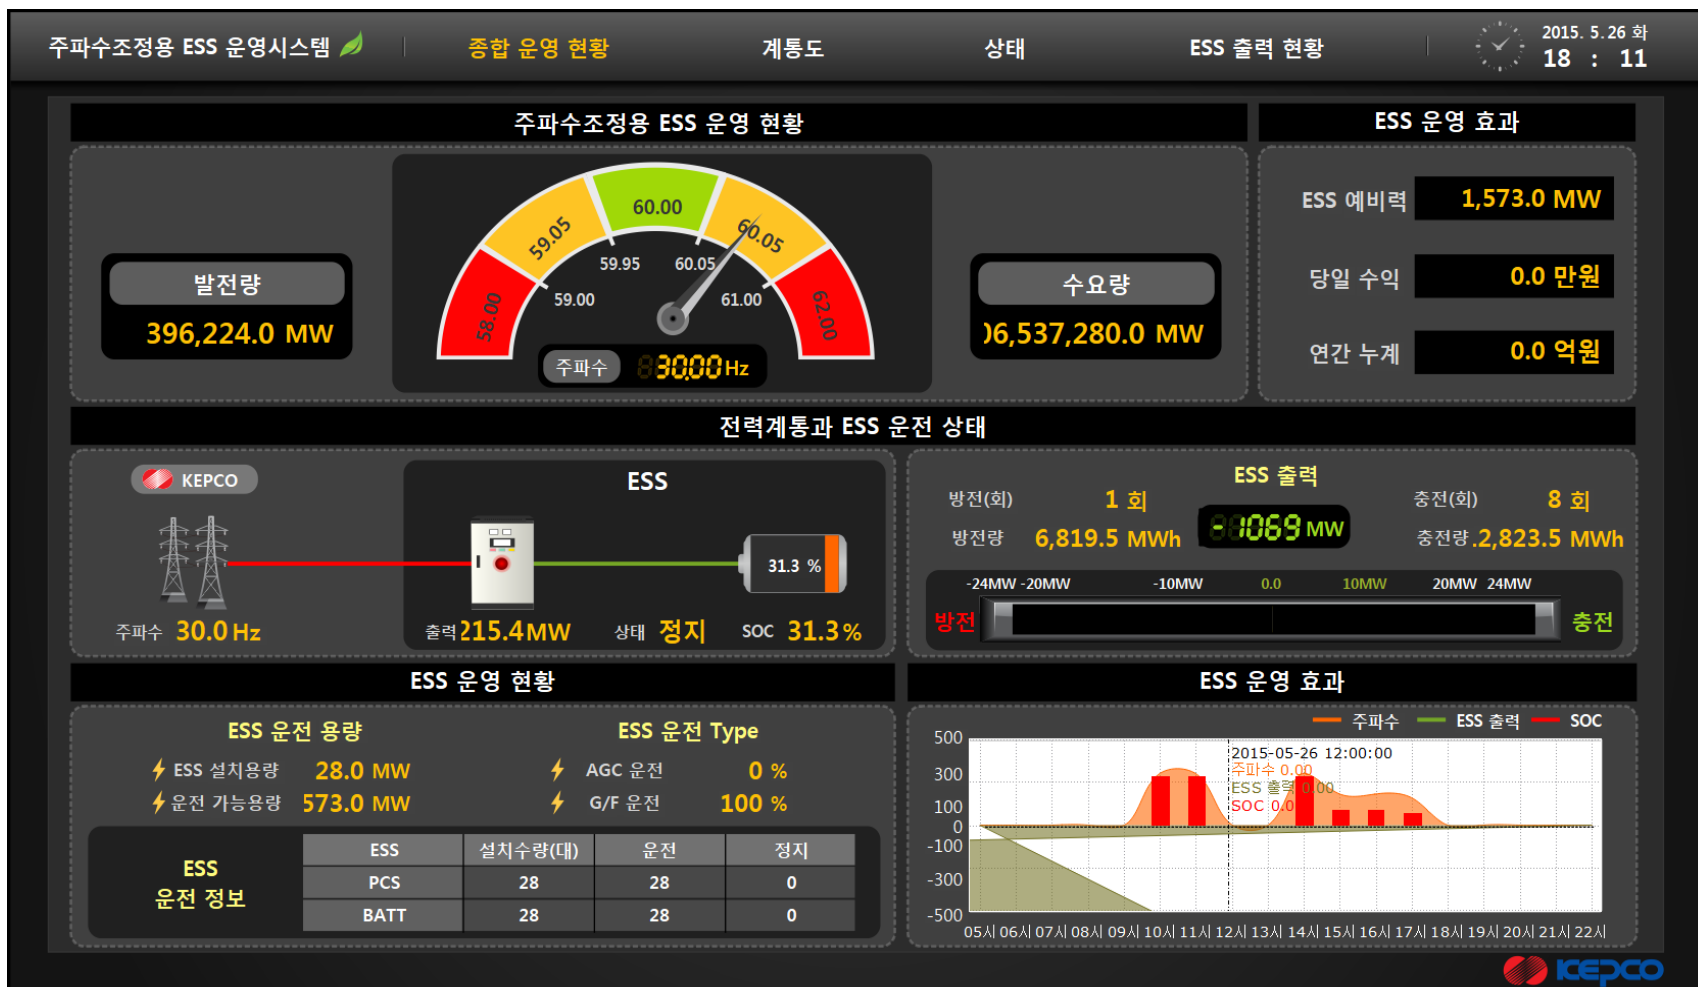 주파수조정용 ESS 운영시스템
종합 운영 현황
계통도
상태
ESS 출력 현황
2015. 5.26 화
18 : 11
주파수조정용 ESS 운영 현황
ESS 운영 효과
발전량
396,224.0 MW
58.00
59.05
60.00
60.05
62.00
59.00
59.95
60.05
61.00
주파수 30.00 Hz
수요량
06,537,280.0 MW
ESS 예비력 1,573.0 MW
당일 수익 0.0 만원
연간 누계 0.0 억원
전력계통과 ESS 운전 상태
KEPCO
ESS
31.3 %
주파수 30.0 Hz
출력 215.4 MW
상태 정지
SOC 31.3 %
ESS 출력
방전(회) 1 회
방전량 6,819.5 MWh
-1069 MW
충전(회) 8 회
충전량 .2,823.5 MWh
-24MW -20MW -10MW 0.0 10MW 20MW 24MW
방전
충전
ESS 운영 현황
ESS 운영 효과
ESS 운전 용량
ESS 설치용량 28.0 MW
운전 가능용량 573.0 MW
ESS 운전 Type
AGC 운전 0 %
G/F 운전 100 %
ESS
운전 정보
ESS 설치수량(대) 운전 정지
PCS 28 28 0
BATT 28 28 0
주파수 ESS 출력 SOC
500
300
100
0
-100
-300
-500
2015-05-26 12:00:00
주파수 0.00
ESS 출력 0.00
SOC 0.0
05시 06시 07시 08시 09시 10시 11시 12시 13시 14시 15시 16시 17시 18시 19시 20시 21시 22시
KEPCO